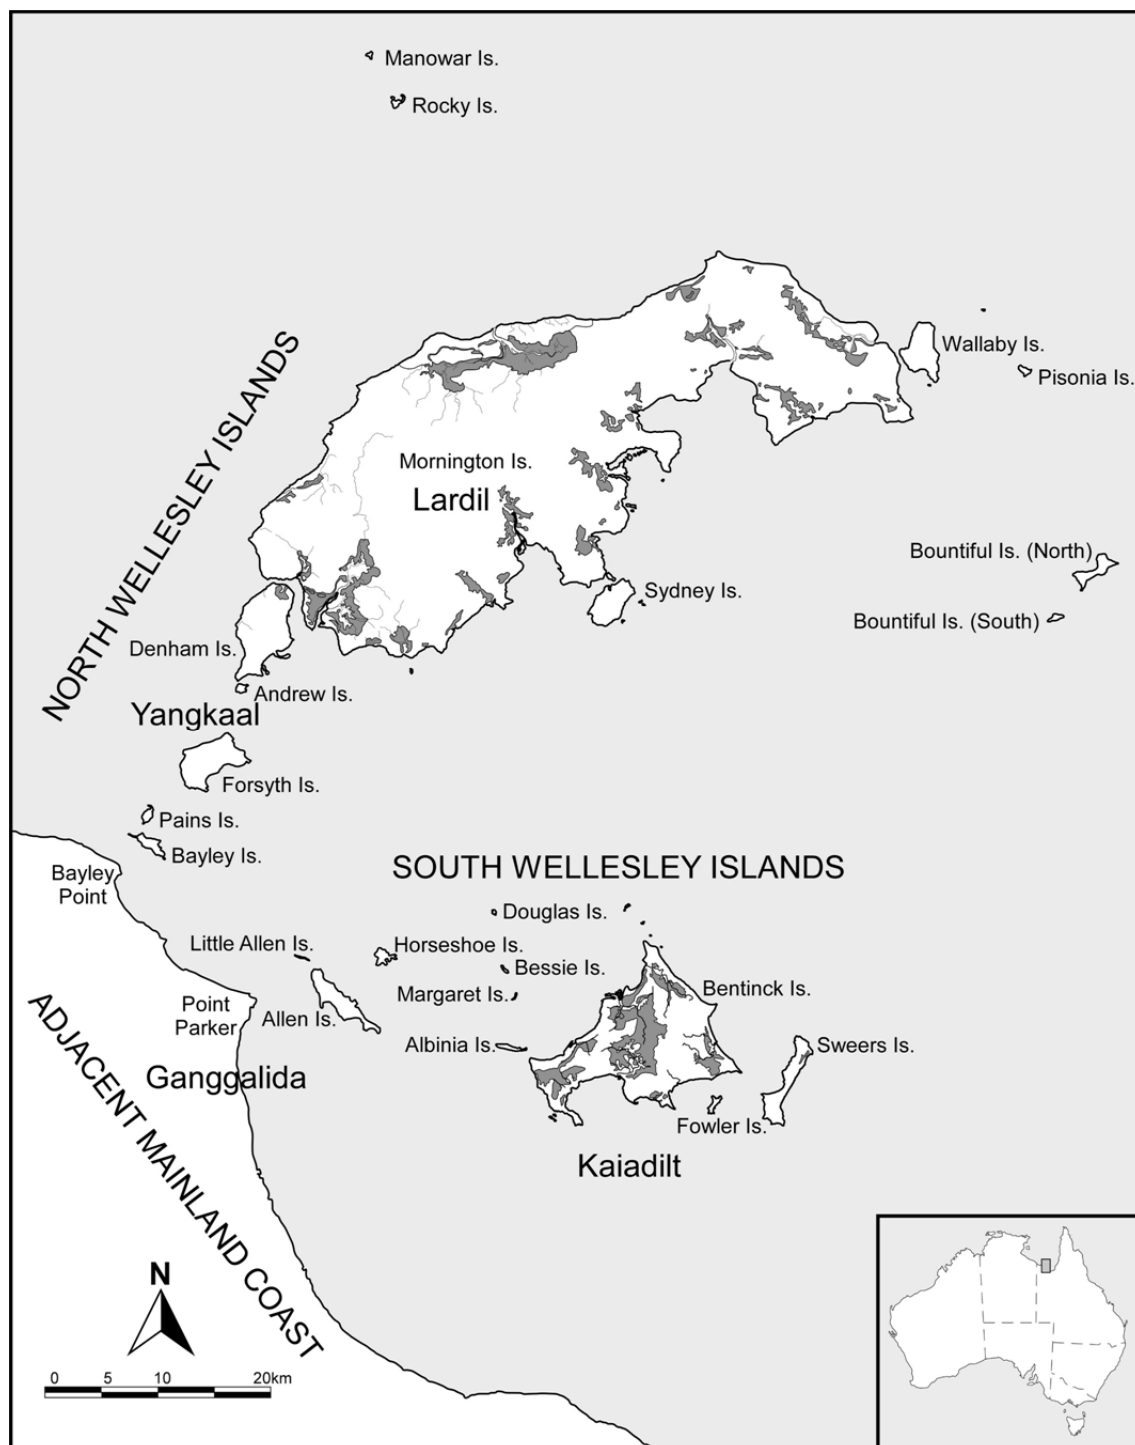 Manowar Is.
Rocky Is.
NORTH WELLESLEY ISLANDS
Wallaby Is.
Pisonia Is.
Mornington Is.
Lardil
Bountiful Is. (North)
Sydney Is.
Bountiful Is. (South)
Denham Is.
Andrew Is.
Yangkaal
Forsyth Is.
Pains Is.
Bayley Is.
Bayley
Point
SOUTH WELLESLEY ISLANDS
Douglas Is.
Little Allen Is.
Horseshoe Is.
Bessie Is.
Margaret Is.
Bentinck Is.
Point
Parker
Allen Is.
Albinia Is.
Sweers Is.
Ganggalida
Fowler Is.
Kaiadilt
ADJACENT MAINLAND COAST
N
0 5 10 20km